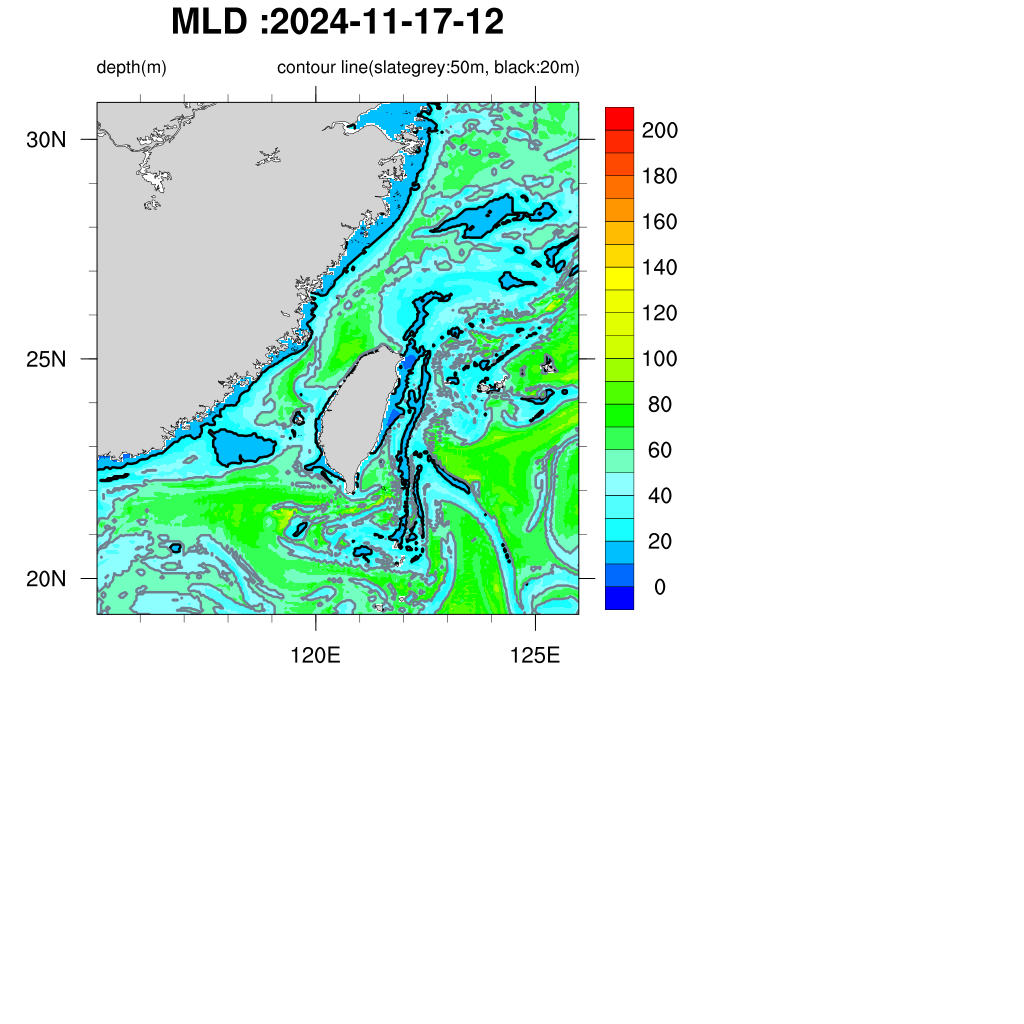 MLD :2024-11-17-12
depth(m)
contour line(slategrey:50m, black:20m)
30N
25N
20N
120E
125E
200
180
160
140
120
100
80
60
40
20
0